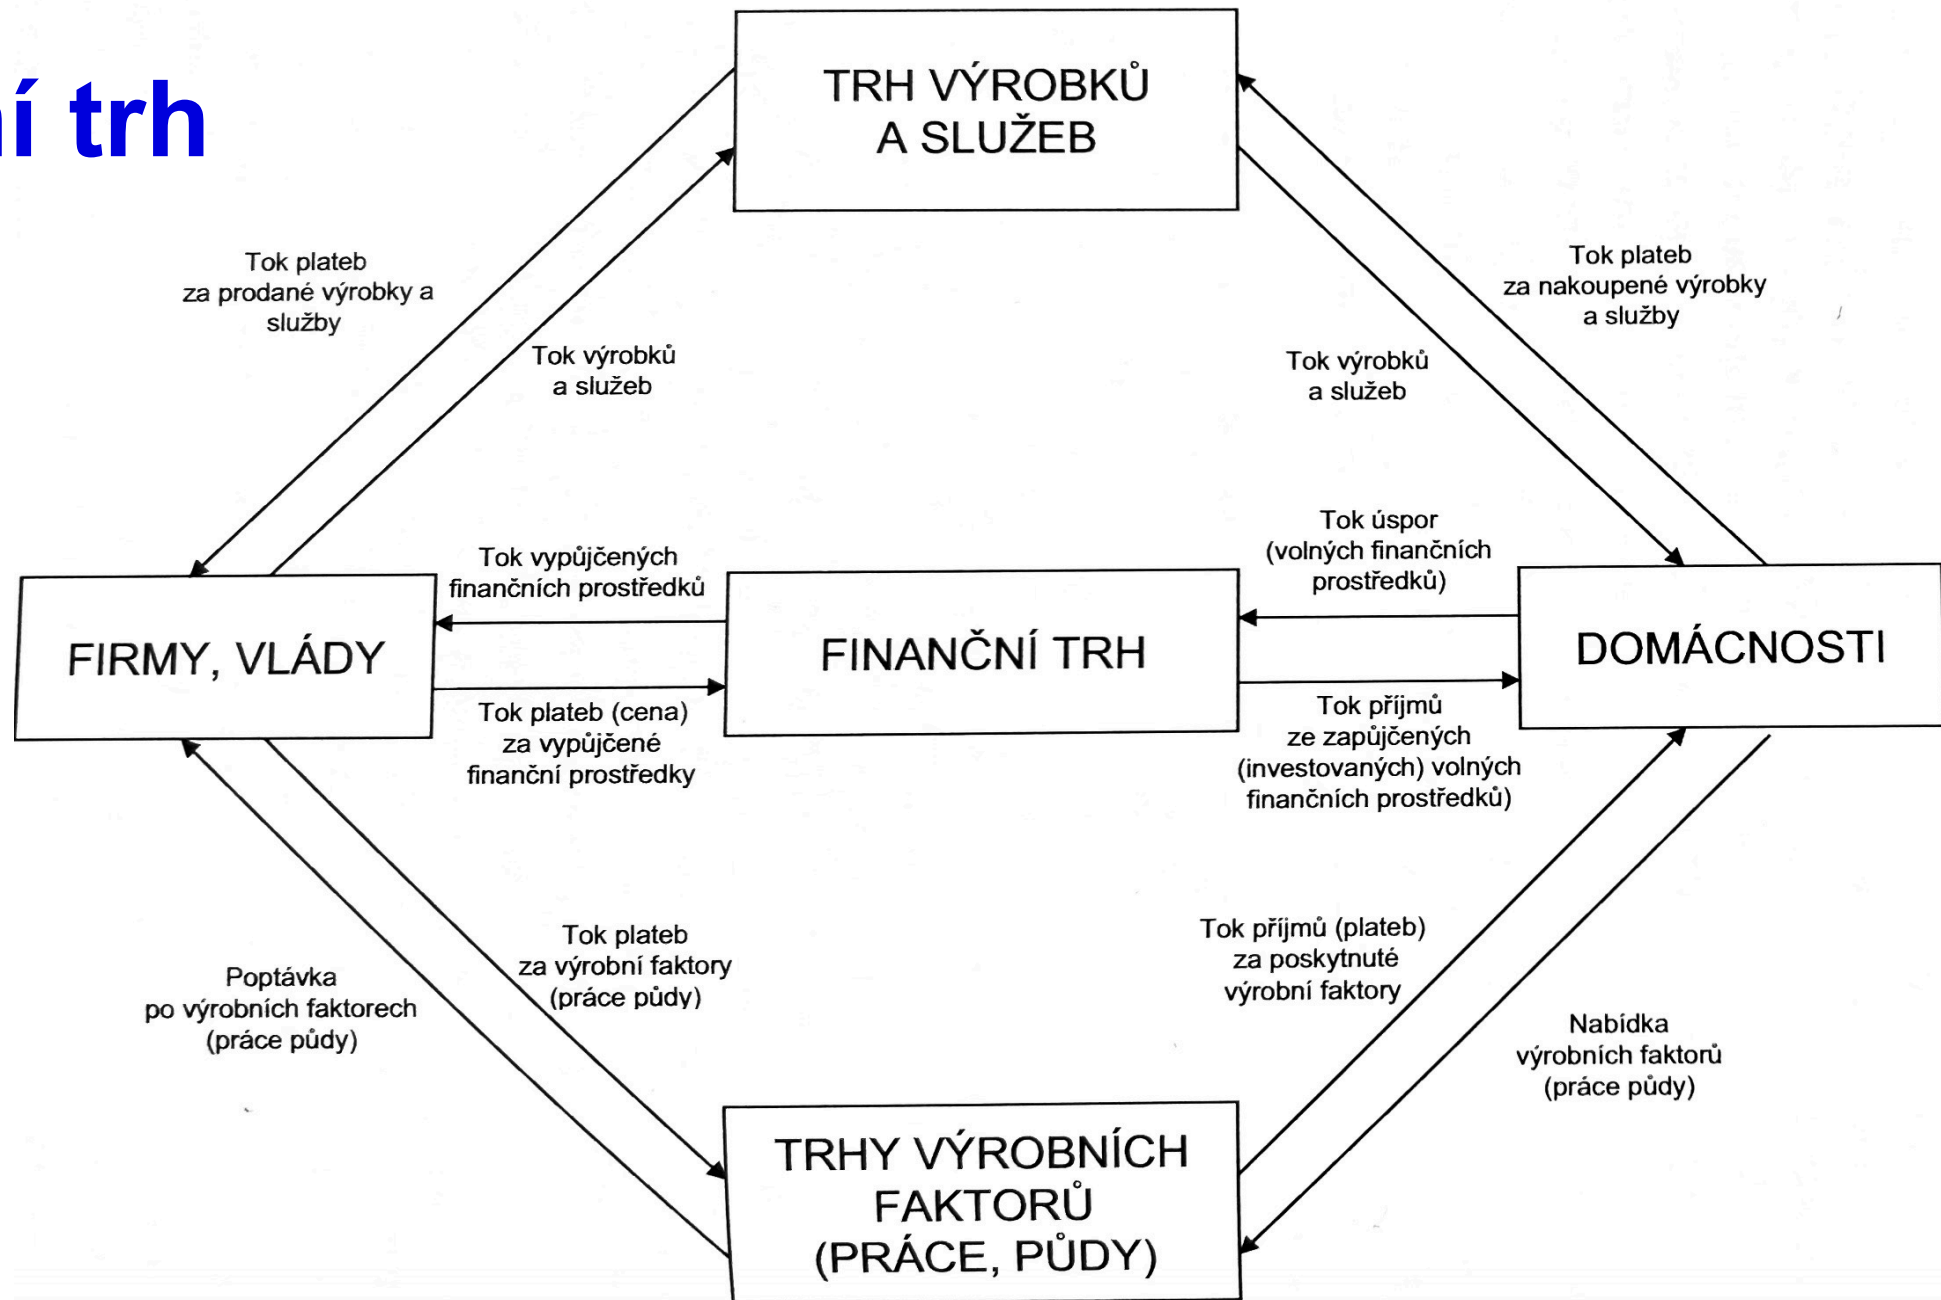 ní trh
TRH VÝROBKŮ
A SLUŽEB
Tok plateb
za prodané výrobky a
služby
Tok výrobků
a služeb
Tok výrobků
a služeb
Tok plateb
za nakoupené výrobky
a služby
Tok vypůjčených
finančních prostředků
Tok úspor
(volných finančních
prostředků)
FIRMY, VLÁDY
FINANČNÍ TRH
DOMÁCNOSTI
Tok plateb (cena)
za vypůjčené
finanční prostředky
Tok příjmů
ze zapůjčených
(investovaných) volných
finančních prostředků)
Poptávka
po výrobních faktorech
(práce půdy)
Tok plateb
za výrobní faktory
(práce půdy)
Tok příjmů (plateb)
za poskytnuté
výrobní faktory
Nabídka
výrobních faktorů
(práce půdy)
TRHY VÝROBNÍCH
FAKTORŮ
(PRÁCE, PŮDY)